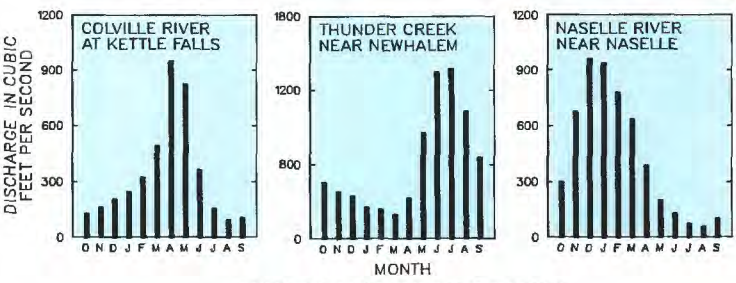 DISCHARGE IN CUBIC
FEET PER SECOND
COLVILLE RIVER
AT KETTLE FALLS
1200
900
600
300
0
O N D J F M A M J J A S
THUNDER CREEK
NEAR NEWHALEM
1800
1200
800
0
O N D J F M A M J J A S
NASELLE RIVER
NEAR NASELLE
1200
900
600
300
0
O N D J F M A M J J A S
MONTH